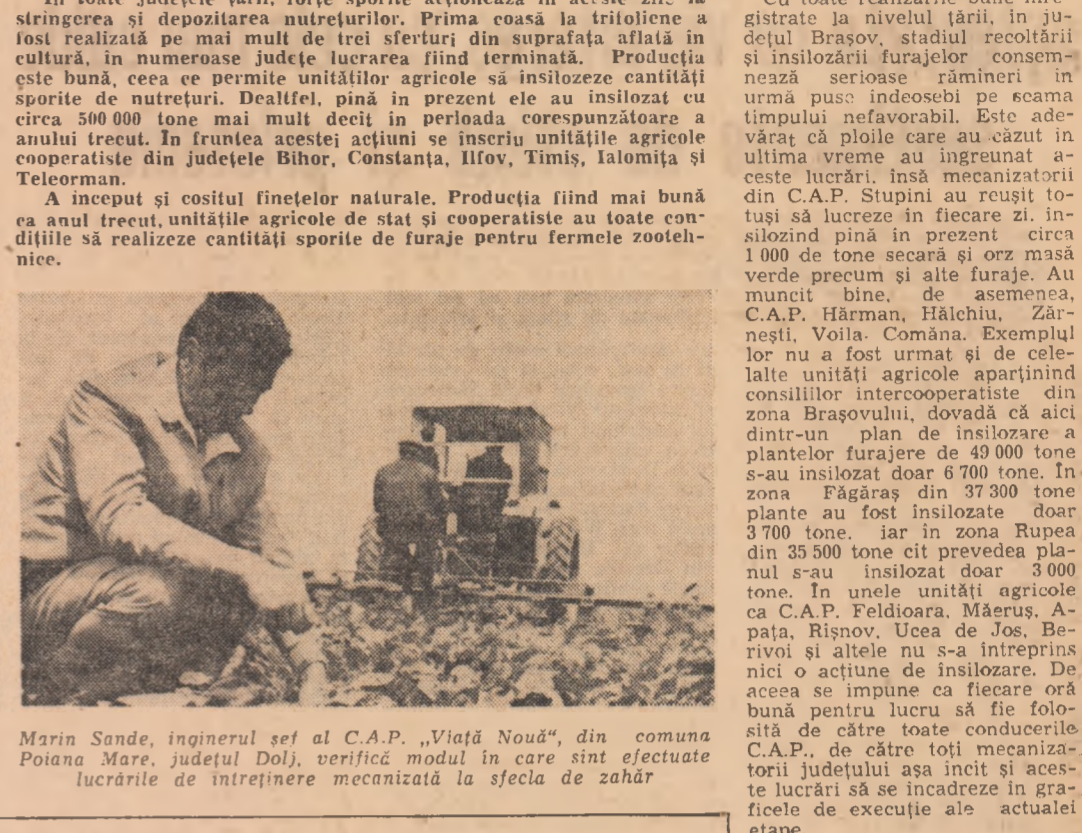 In toate județele țării, forțe sporite acționează în aceste zile la
strîngerea și depozitarea nutrețurilor. Prima coasă la trifoliene a
fost realizată pe mai mult de trei sferturi din suprafața aflată în
cultură, în numeroase județe lucrarea fiind terminată. Producția
este bună, ceea ce permite unităților agricole să însilozeze cantități
sporite de nutrețuri. Dealtfel, pînă în prezent ele au însilozat cu
circa 500 000 tone mai mult decît în perioada corespunzătoare a
anului trecut. În fruntea acestei acțiuni se înscriu unitățile agricole
cooperatiste din județele Bihor, Constanța, Ilfov, Timiș, Ialomița și
Teleorman.
A început și cositul finețelor naturale. Producția fiind mai bună
ca anul trecut, unitățile agricole de stat și cooperatiste au toate con-
dițiile să realizeze cantități sporite de furaje pentru fermele zooteh-
nice.
Marin Sande, inginerul șef al C.A.P. „Viață Nouă“, din comuna
Poiana Mare, județul Dolj, verifică modul în care sînt efectuate
lucrările de întreținere mecanizată la sfecla de zahăr
Cu toate realizările bune înre-
gistrate la nivelul țării, în ju-
dețul Brașov, stadiul recoltării
și însilozării furajelor consem-
nează serioase rămîneri în
urmă puse îndeosebi pe seama
timpului nefavorabil. Este ade-
vărat că ploile care au căzut în
ultima vreme au îngreunat a-
ceste lucrări, însă mecanizatorii
din C.A.P. Stupini au reușit to-
tuși să lucreze în fiecare zi, în-
silozînd pînă în prezent circa
1 000 de tone secară și orz masă
verde precum și alte furaje. Au
muncit bine, de asemenea,
C.A.P. Hărman, Hălchiu, Zăr-
nești, Voila. Comăna. Exemplul
lor nu a fost urmat și de cele-
lalte unități agricole aparținînd
consiliilor intercooperatiste din
zona Brașovului, dovadă că aici
dintr-un plan de însilozare a
plantelor furajere de 49 000 tone
s-au însilozat doar 6 700 tone. În
zona Făgăraș din 37 300 tone
plante au fost însilozate doar
3 700 tone, iar în zona Rupea
din 35 500 tone cît prevedea pla-
nul s-au însilozat doar 3 000
tone. În unele unități agricole
ca C.A.P. Feldioara, Măeruș, A-
pața, Rîșnov, Ucea de Jos, Be-
rivoi și altele nu s-a întreprins
nici o acțiune de însilozare. De
aceea se impune ca fiecare oră
bună pentru lucru să fie folo-
sită de către toate conducerile
C.A.P., de către toți mecaniza-
torii județului așa încît și aces-
te lucrări să se încadreze în gra-
ficele de execuție ale actualei
etape